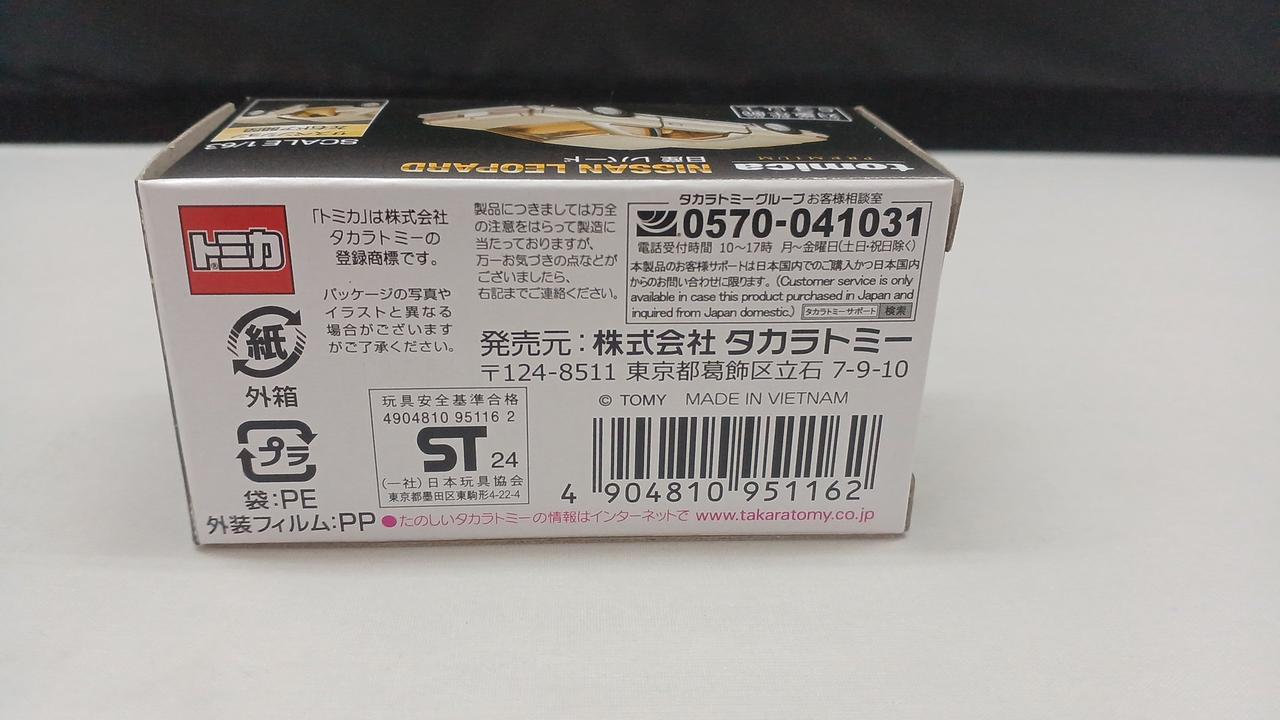 tomica
PREMIUM
NISSAN LEOPARD
日産 レパード
SCALE 1/63
トミカ
「トミカ」は株式会社
タカラトミーの
登録商標です。
パッケージの写真や
イラストと異なる
場合がございます
がご了承ください。
紙
外箱
プラ
袋:PE
外装フィルム:PP
製品につきましては万全
の注意をはらって製造に
当たっておりますが、
万一お気づきの点などが
ございましたら、
右記までご連絡ください。
タカラトミーグループお客様相談室
0570-041031
電話受付時間 10〜17時 月〜金曜日(土日・祝日除く)
本製品のお客様サポートは日本国内でのご購入かつ日本国内
からのお問い合わせに限ります。(Customer service is only
available in case this product purchased in Japan and
inquired from Japan domestic.) タカラトミーサポート 検索
発売元:株式会社 タカラトミー
〒124-8511 東京都葛飾区立石 7-9-10
© TOMY MADE IN VIETNAM
玩具安全基準合格
4904810 95116 2
ST 24
(一社)日本玩具協会
東京都墨田区東駒形4-22-4
4 904810 951162
●たのしいタカラトミーの情報はインターネットで www.takaratomy.co.jp